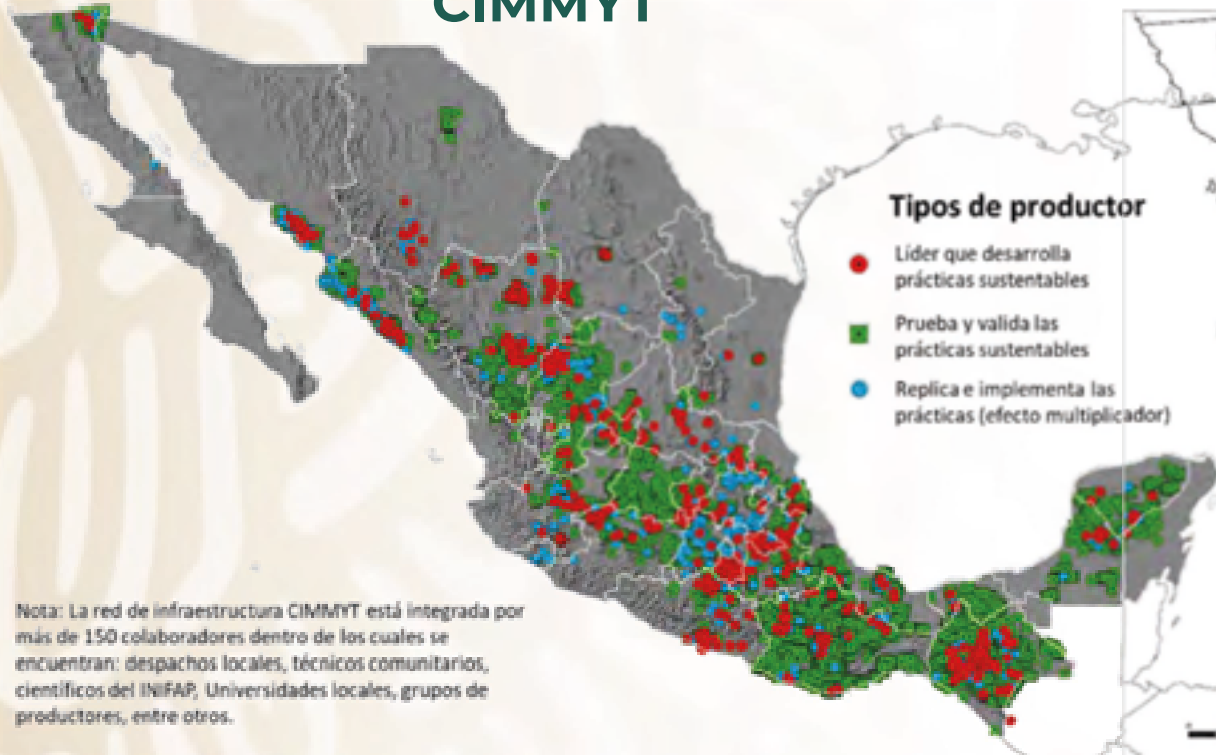 CIMMYT
Tipos de productor
Líder que desarrolla
prácticas sustentables
Prueba y valida las
prácticas sustentables
Replica e implementa las
prácticas (efecto multiplicador)
Nota: La red de infraestructura CIMMYT está integrada por
más de 150 colaboradores dentro de los cuales se
encuentran: despachos locales, técnicos comunitarios,
científicos del INIFAP, Universidades locales, grupos de
productores, entre otros.